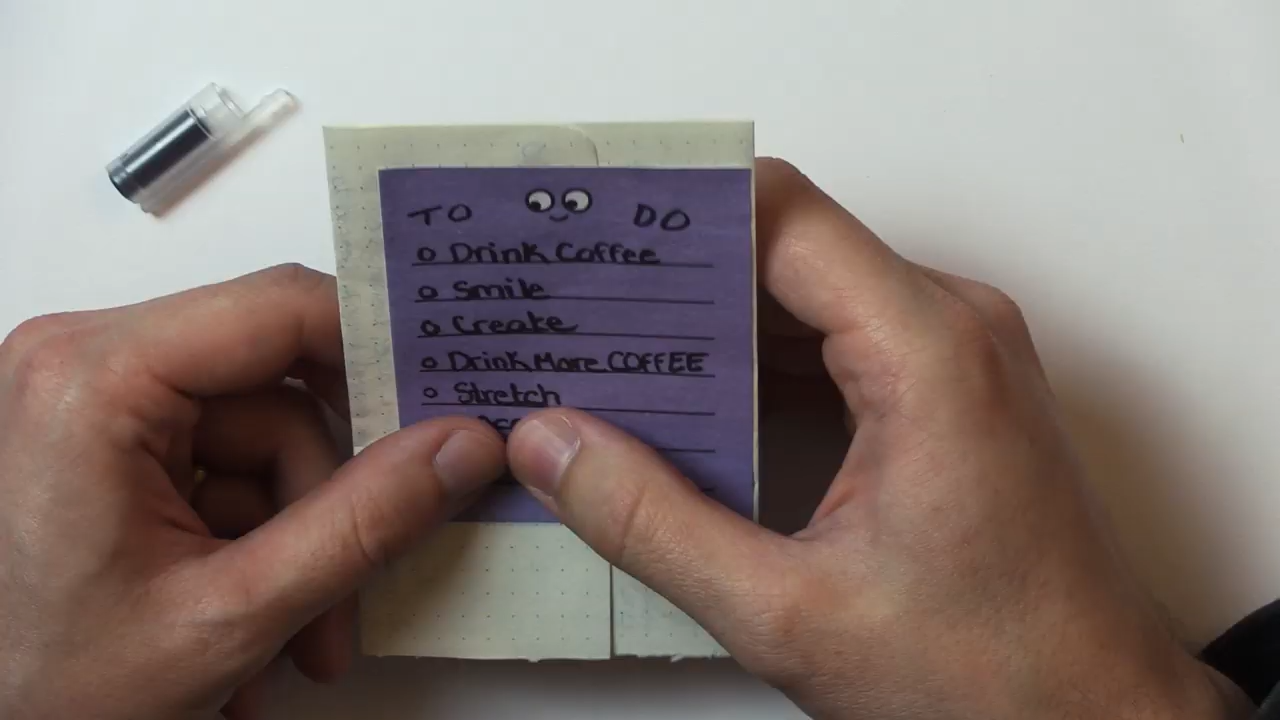 TO DO
o Drink Coffee
o Smile
o Create
o Drink More COFFEE
o Stretch